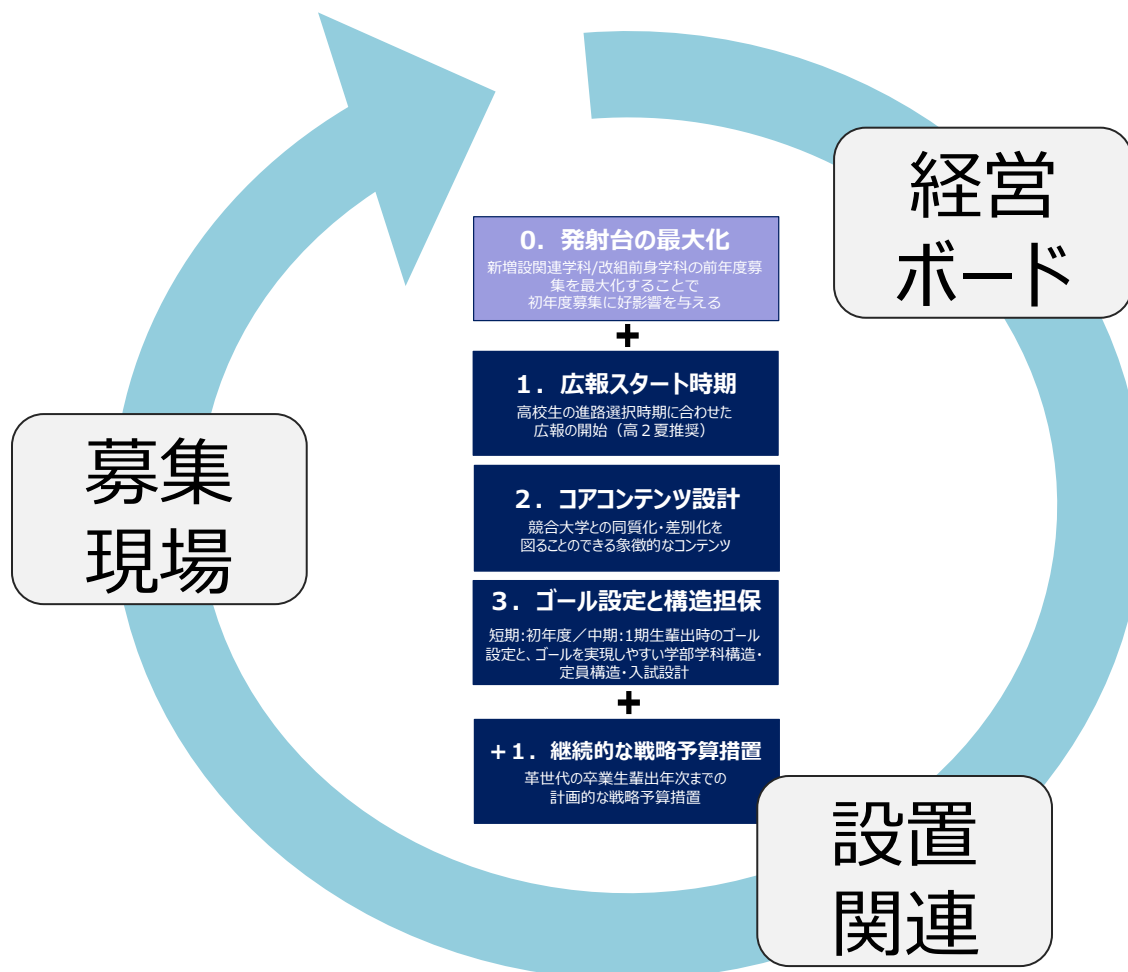 経営
ボード
0．発射台の最大化
新増設関連学科/改組前身学科の前年度募
集を最大化することで
初年度募集に好影響を与える
+
1．広報スタート時期
高校生の進路選択時期に合わせた
広報の開始（高２夏推奨）
募集
現場
2．コアコンテンツ設計
競合大学との同質化・差別化を
図ることのできる象徴的なコンテンツ
3．ゴール設定と構造担保
短期:初年度／中期:1期生輩出時のゴール
設定と、ゴールを実現しやすい学部学科構造・
定員構造・入試設計
+
+1．継続的な戦略予算措置
革世代の卒業生輩出年次までの
計画的な戦略予算措置
設置
関連